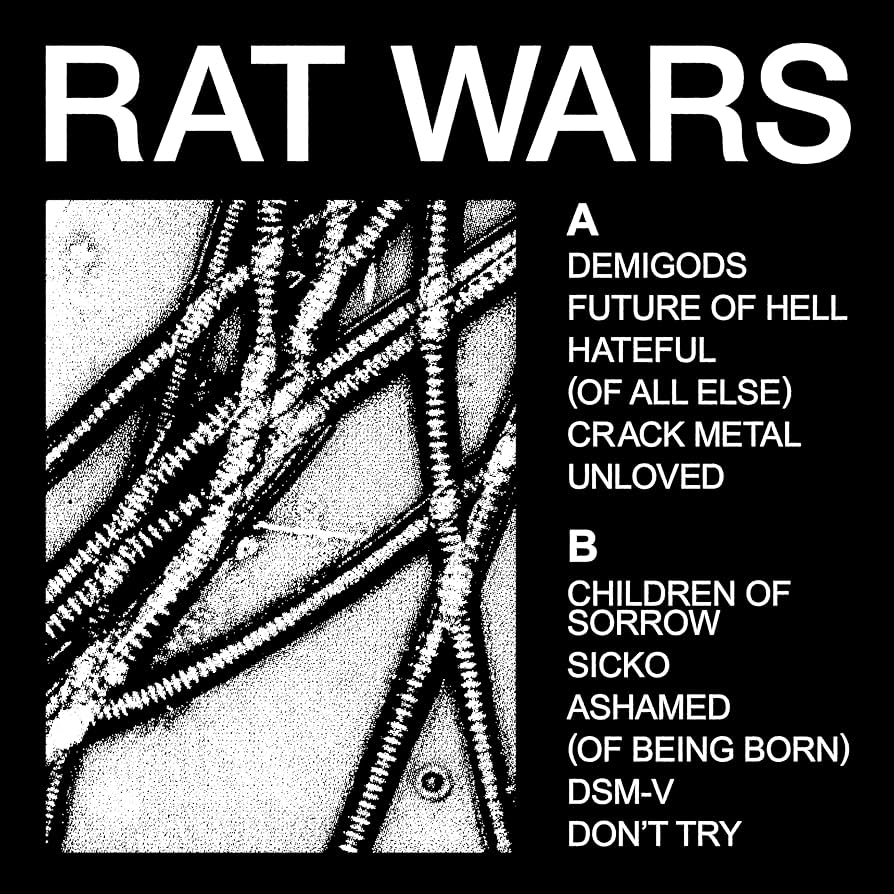 RAT WARS
A
DEMIGODS
FUTURE OF HELL
HATEFUL
(OF ALL ELSE)
CRACK METAL
UNLOVED
B
CHILDREN OF
SORROW
SICKO
ASHAMED
(OF BEING BORN)
DSM-V
DON'T TRY